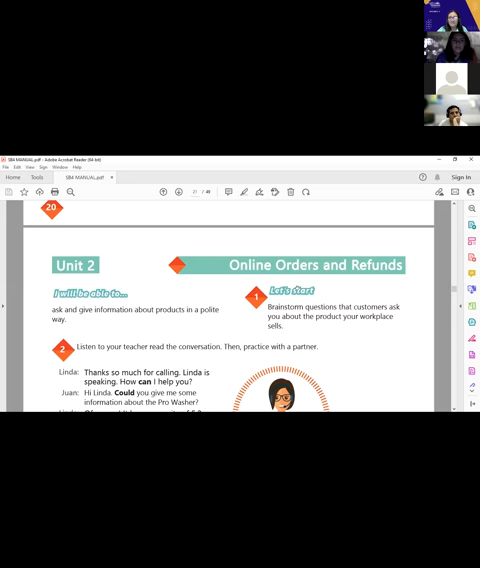 SB4 MANUAL.pdf - Adobe Acrobat Reader (64-bit)
File Edit View Sign Window Help
Home Tools SB4 MANUAL.pdf × Sign In
21 / 49
20
Unit 2 Online Orders and Refunds
I will be able to...
ask and give information about products in a polite
way.
1 Let's Start
Brainstorm questions that customers ask
you about the product your workplace
sells.
2 Listen to your teacher read the conversation. Then, practice with a partner.
Linda: Thanks so much for calling. Linda is
speaking. How can I help you?
Juan: Hi Linda. Could you give me some
information about the Pro Washer?